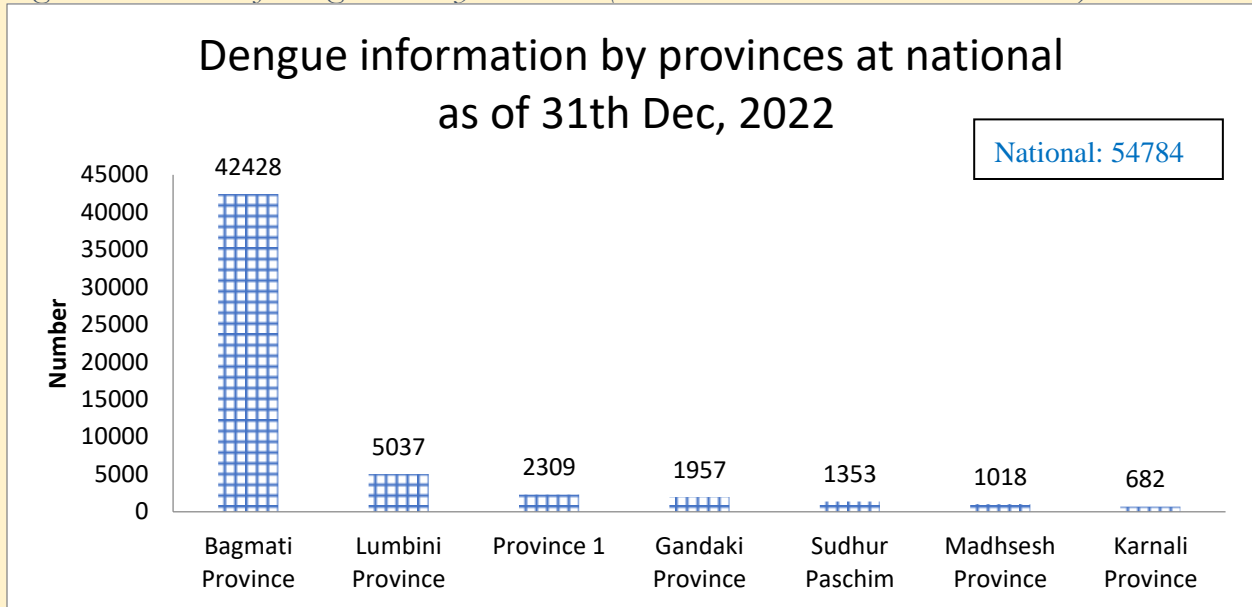 Dengue information by provinces at national
as of 31th Dec, 2022
National: 54784
Number
45000
40000
35000
30000
25000
20000
15000
10000
5000
0
42428
5037
2309
1957
1353
1018
682
Bagmati
Province
Lumbini
Province
Province 1
Gandaki
Province
Sudhur
Paschim
Madhsesh
Province
Karnali
Province